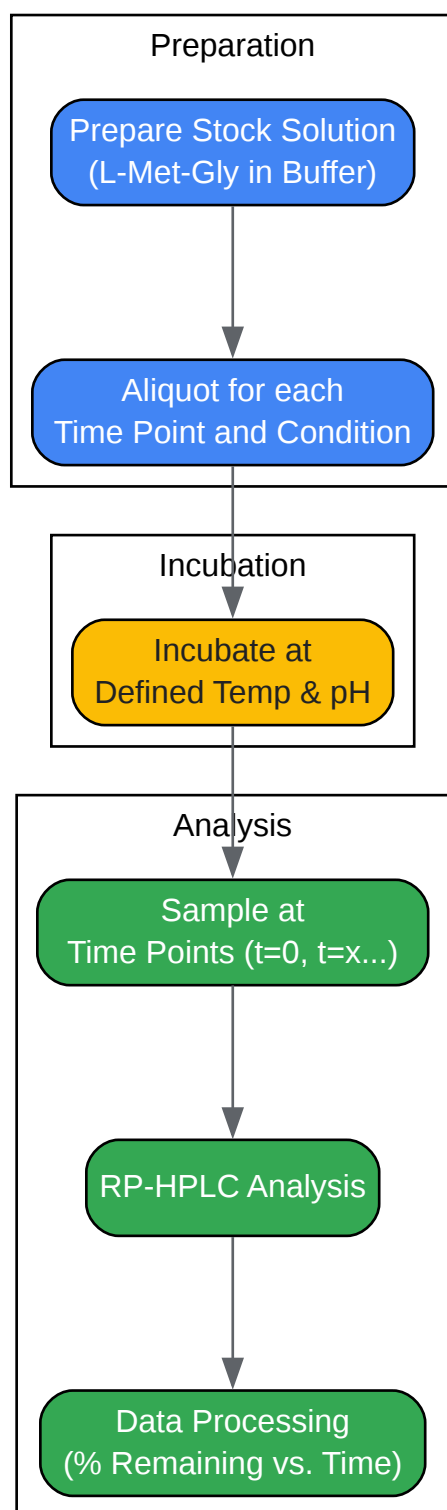 Preparation
Prepare Stock Solution
(L-Met-Gly in Buffer)
Aliquot for each
Time Point and Condition
Incubation
Incubate at
Defined Temp & pH
Analysis
Sample at
Time Points (t=0, t=x...)
RP-HPLC Analysis
Data Processing
(% Remaining vs. Time)